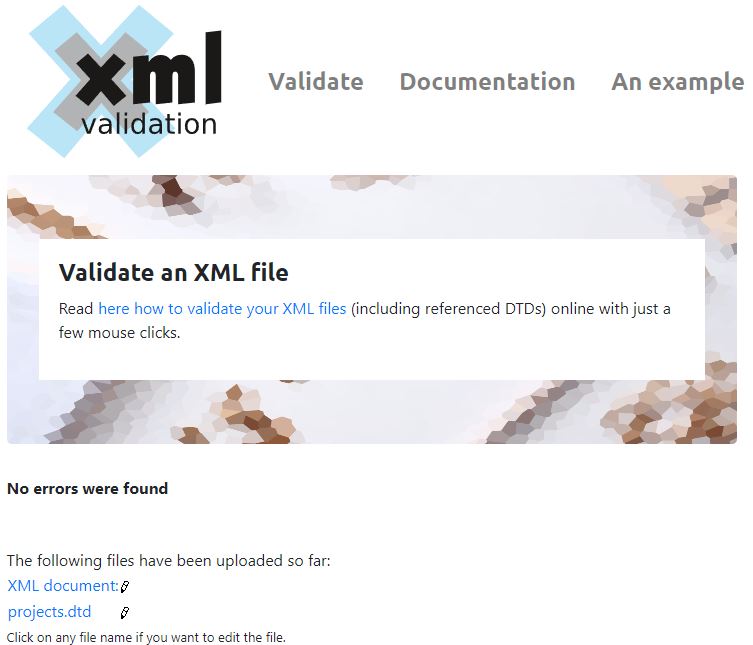 xml
validation
Validate Documentation An example
Validate an XML file
Read here how to validate your XML files (including referenced DTDs) online with just a
few mouse clicks.
No errors were found
The following files have been uploaded so far:
XML document:
projects.dtd
Click on any file name if you want to edit the file.